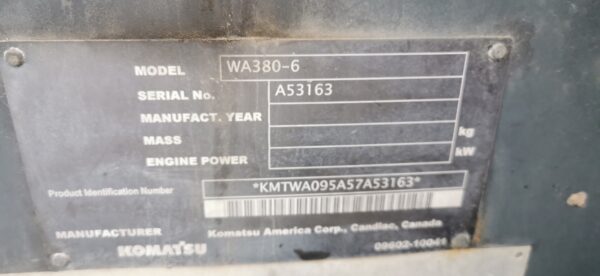 MODEL WA380-6
SERIAL No. A53163
MANUFACT. YEAR
MASS kg
ENGINE POWER kW
Product Identification Number *KMTWA095A57A53163*
MANUFACTURER Komatsu America Corp., Candiac, Canada
KOMATSU 09602-10041